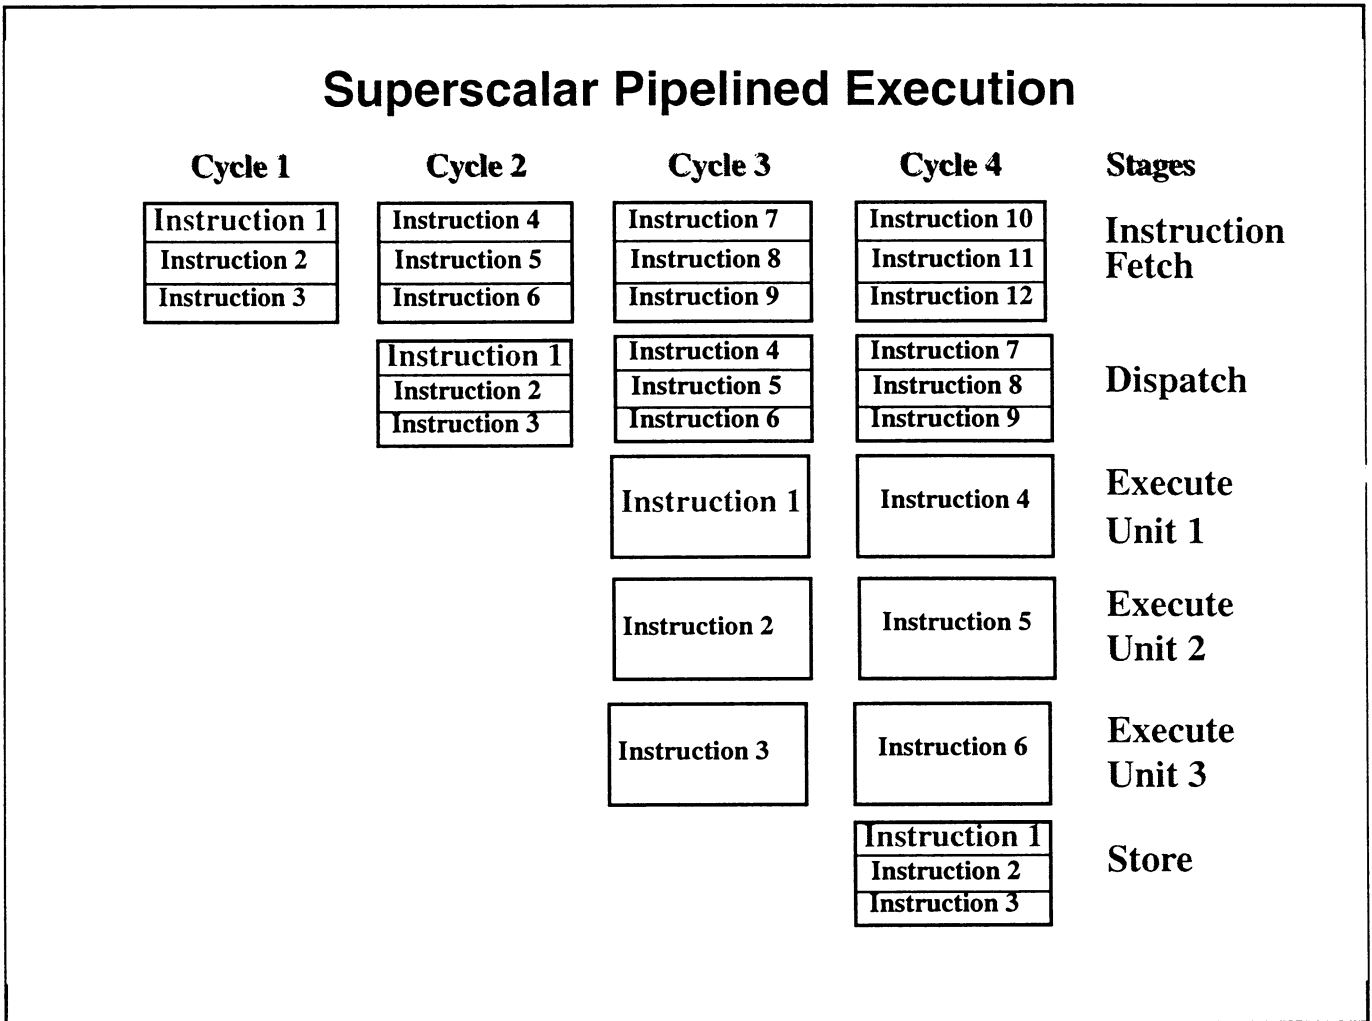 Superscalar Pipelined Execution
Cycle 1 Cycle 2 Cycle 3 Cycle 4 Stages
Instruction 1 Instruction 4 Instruction 7 Instruction 10 Instruction
Instruction 2 Instruction 5 Instruction 8 Instruction 11 Fetch
Instruction 3 Instruction 6 Instruction 9 Instruction 12
Instruction 1 Instruction 4 Instruction 7
Instruction 2 Instruction 5 Instruction 8 Dispatch
Instruction 3 Instruction 6 Instruction 9
Instruction 1 Instruction 4 Execute
Unit 1
Instruction 2 Instruction 5 Execute
Unit 2
Instruction 3 Instruction 6 Execute
Unit 3
Instruction 1
Instruction 2 Store
Instruction 3